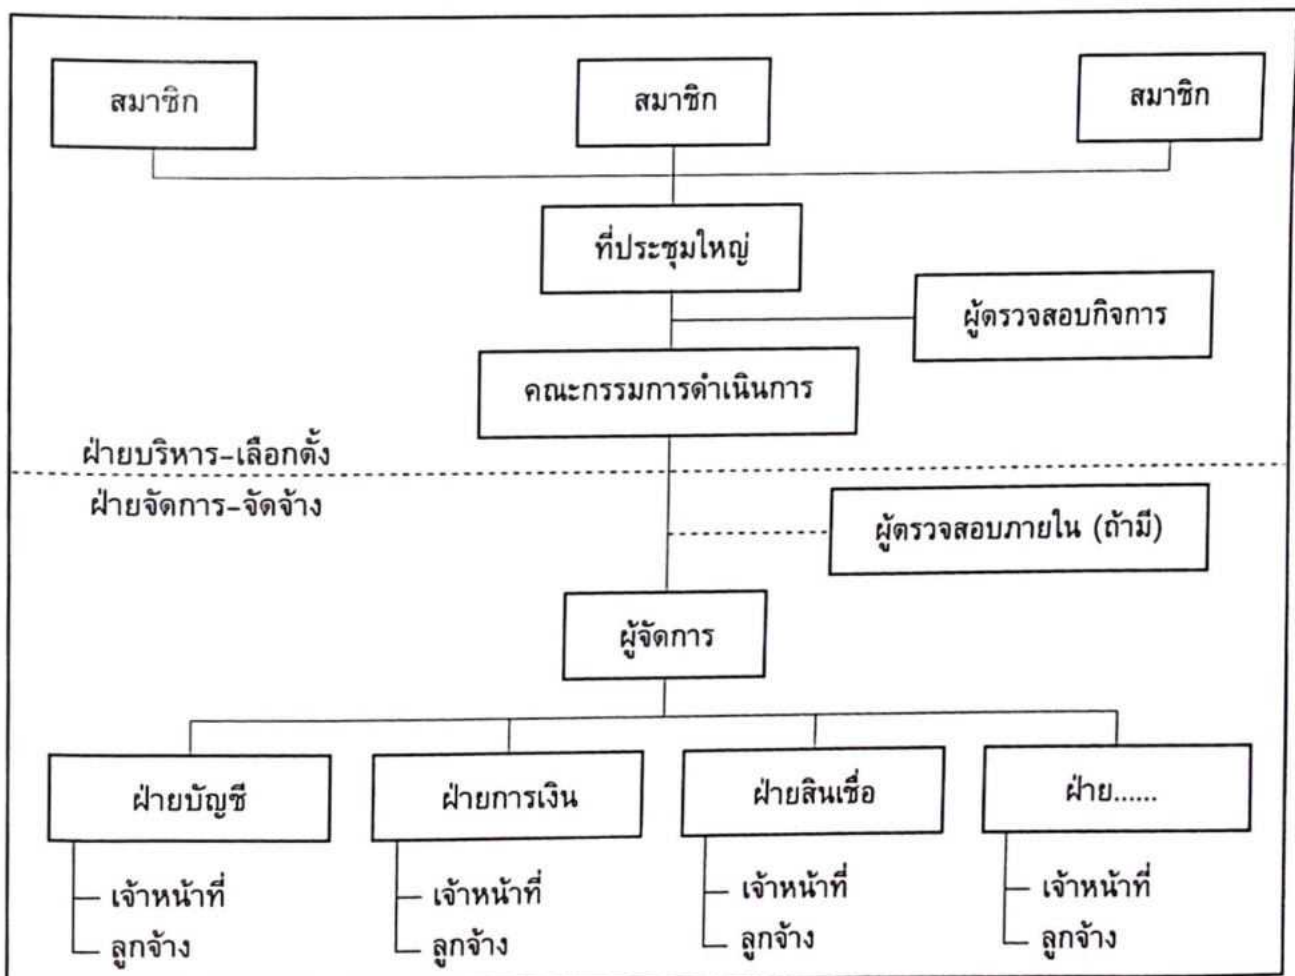 สมาชิก สมาชิก สมาชิก
ที่ประชุมใหญ่
ผู้ตรวจสอบกิจการ
คณะกรรมการดำเนินการ
ฝ่ายบริหาร-เลือกตั้ง
ฝ่ายจัดการ-จัดจ้าง
ผู้ตรวจสอบภายใน (ถ้ามี)
ผู้จัดการ
ฝ่ายบัญชี ฝ่ายการเงิน ฝ่ายสินเชื่อ ฝ่าย......
เจ้าหน้าที่ เจ้าหน้าที่ เจ้าหน้าที่ เจ้าหน้าที่
ลูกจ้าง ลูกจ้าง ลูกจ้าง ลูกจ้าง